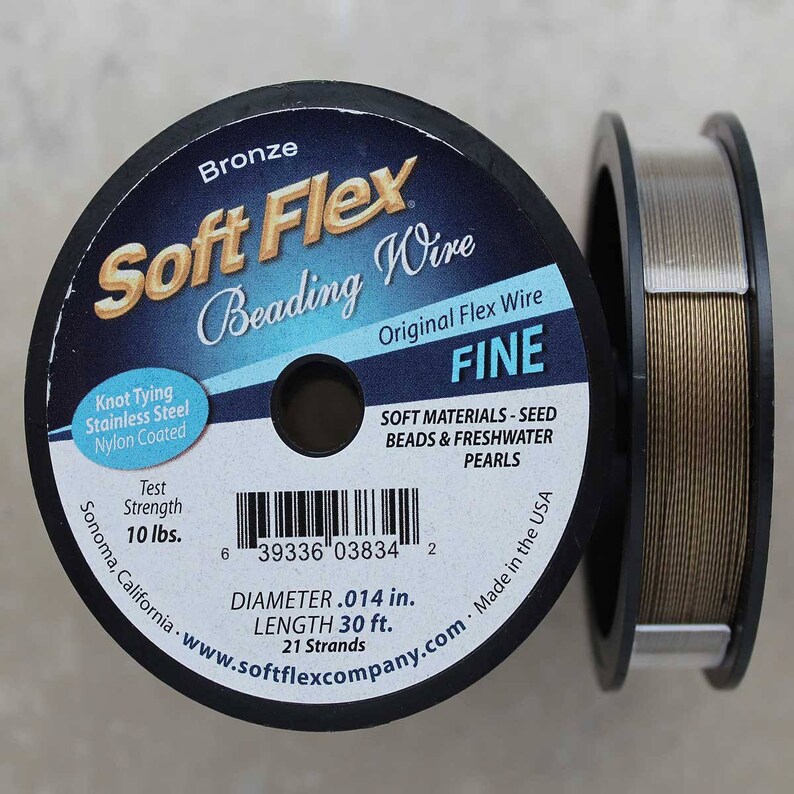 Bronze
Soft Flex®
Beading Wire
Original Flex Wire
FINE
Knot Tying
Stainless Steel
Nylon Coated
SOFT MATERIALS - SEED
BEADS & FRESHWATER
PEARLS
Test
Strength
10 lbs.
6 39336 03834 2
DIAMETER .014 in.
LENGTH 30 ft.
21 Strands
Sonoma, California · www.softflexcompany.com · Made in the USA